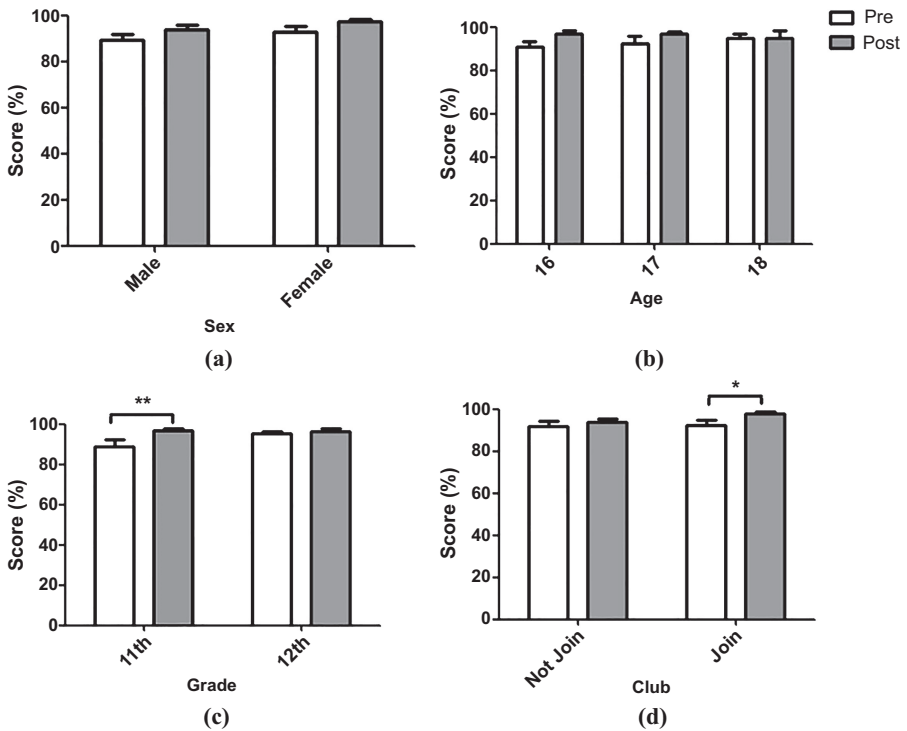 Pre
Post
Score (%)
100
80
60
40
20
0
Male
Female
Sex
(a)
Score (%)
100
80
60
40
20
0
16
17
18
Age
(b)
**
Score (%)
100
80
60
40
20
0
11th
12th
Grade
(c)
*
Score (%)
100
80
60
40
20
0
Not Join
Join
Club
(d)